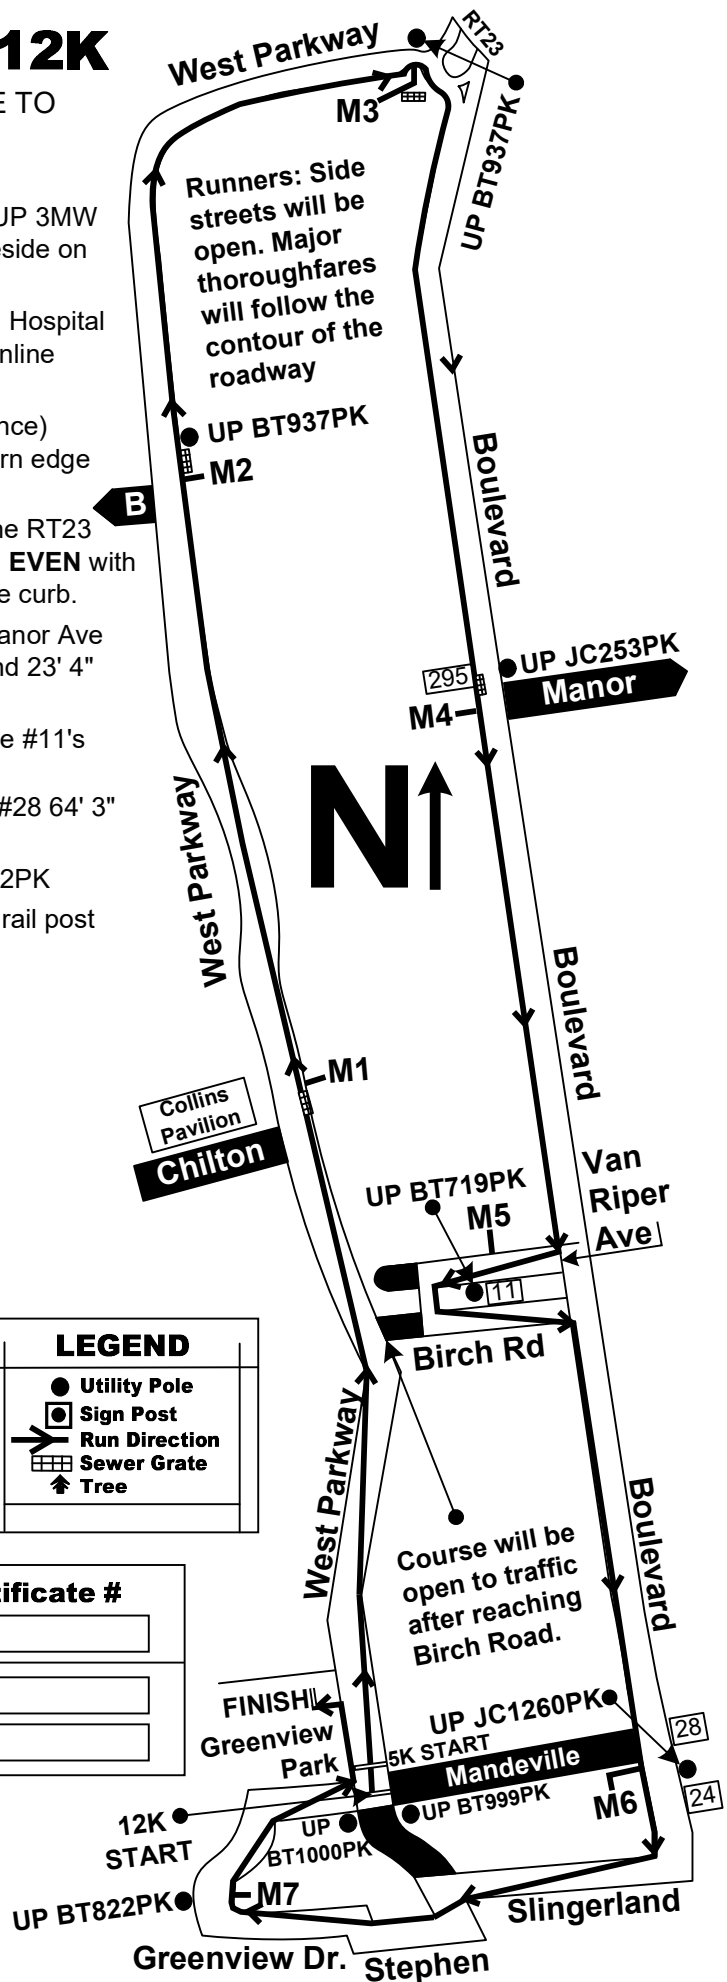 12K
E TO
UP 3MW
eside on
Hospital
nline
nce)
rn edge
ne RT23
EVEN with
e curb.
anor Ave
nd 23' 4"
e #11's
#28 64' 3"
2PK
rail post
West Parkway
RT23
M3
UP BT937PK
Runners: Side
streets will be
open. Major
thoroughfares
will follow the
contour of the
roadway
UP BT937PK
M2
B
Boulevard
UP JC253PK
295
Manor
M4
N
West Parkway
Boulevard
M1
Collins
Pavilion
Chilton
Van
Riper
Ave
UP BT719PK
M5
11
Birch Rd
LEGEND
Utility Pole
Sign Post
Run Direction
Sewer Grate
Tree
West Parkway
Boulevard
Course will be
open to traffic
after reaching
Birch Road.
tificate #
FINISH
Greenview
Park
UP JC1260PK
28
5K START
Mandeville
24
12K
START
UP
BT1000PK
UP BT999PK
M6
M7
UP BT822PK
Slingerland
Greenview Dr.
Stephen